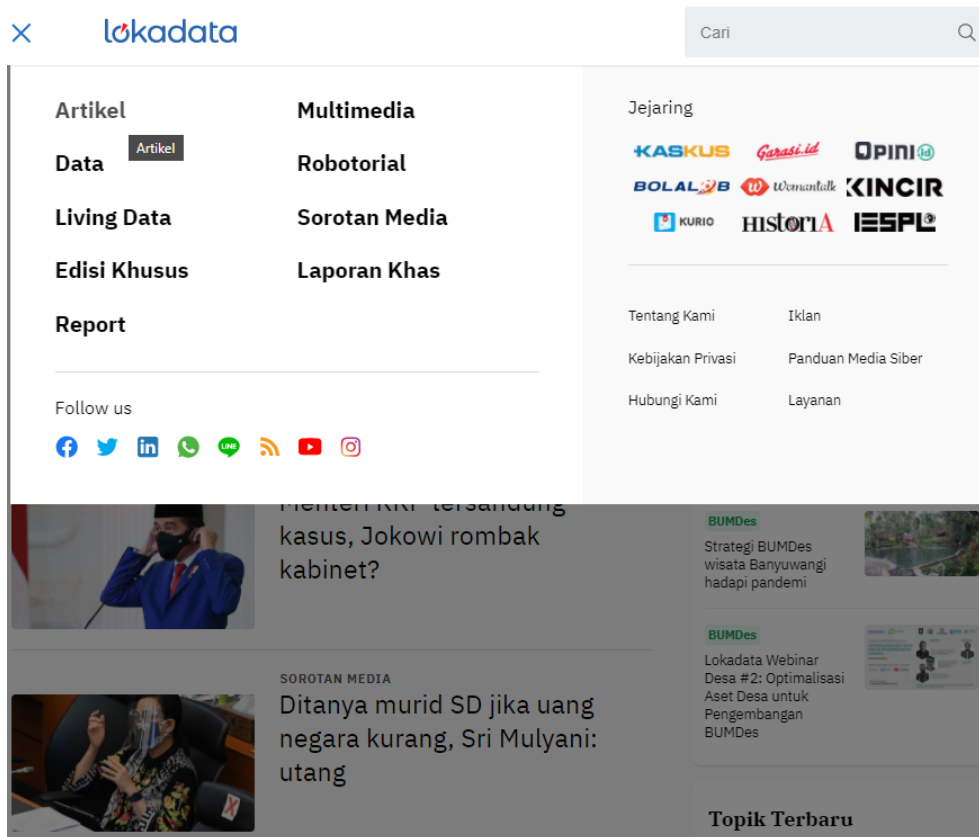 lokadata
Cari
Artikel
Artikel
Data
Living Data
Edisi Khusus
Report
Multimedia
Robotorial
Sorotan Media
Laporan Khas
Follow us
LINE
Jejaring
KASKUS
Garasi.id
OPINI.id
BOLALOB
Womantalk
KINCIR
KURIO
HISTORIA
IESPL
Tentang Kami
Iklan
Kebijakan Privasi
Panduan Media Siber
Hubungi Kami
Layanan
Menteri KKP tersandung
kasus, Jokowi rombak
kabinet?
SOROTAN MEDIA
Ditanya murid SD jika uang
negara kurang, Sri Mulyani:
utang
BUMDes
Strategi BUMDes
wisata Banyuwangi
hadapi pandemi
BUMDes
Lokadata Webinar
Desa #2: Optimalisasi
Aset Desa untuk
Pengembangan
BUMDes
Topik Terbaru